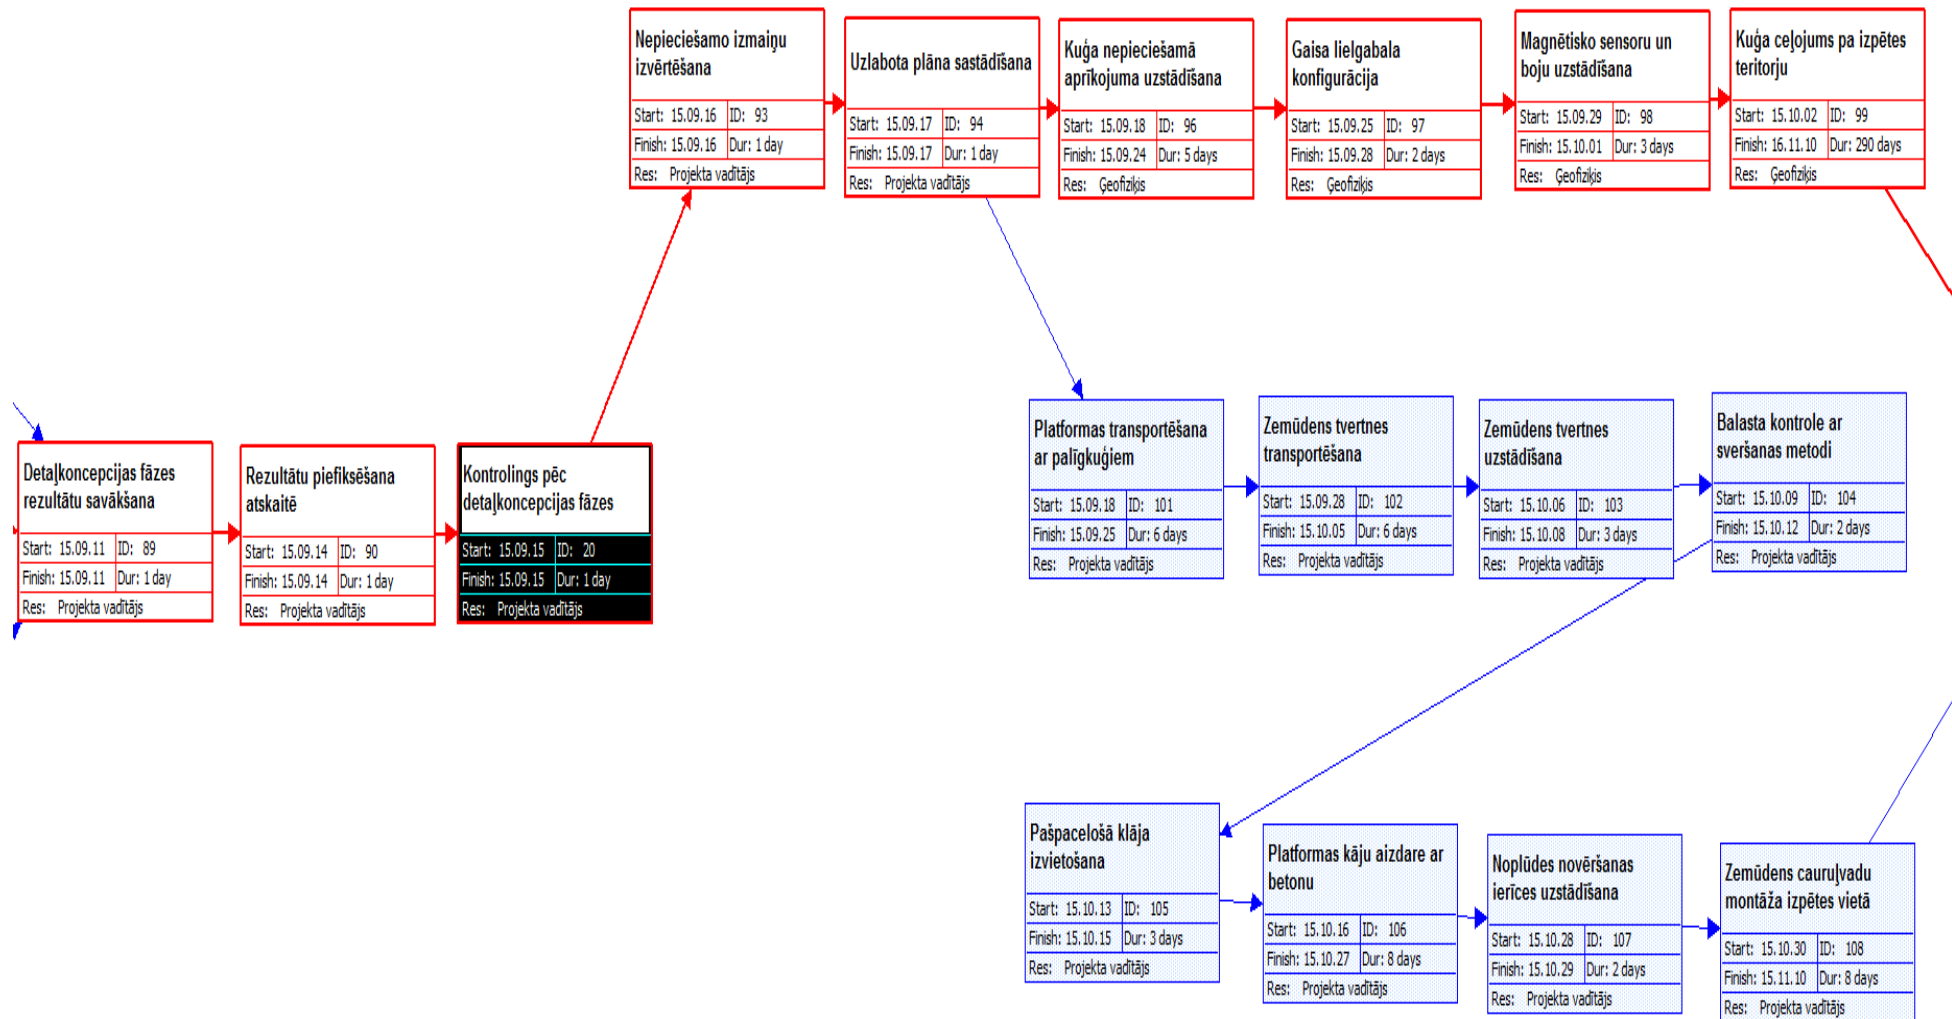 Nepieciešamo izmaiņu
izvērtēšana
Start: 15.09.16 ID: 93
Finish: 15.09.16 Dur: 1 day
Res: Projekta vadītājs
Uzlabota plāna sastādīšana
Start: 15.09.17 ID: 94
Finish: 15.09.17 Dur: 1 day
Res: Projekta vadītājs
Kuģa nepieciešamā
aprīkojuma uzstādīšana
Start: 15.09.18 ID: 96
Finish: 15.09.24 Dur: 5 days
Res: Ģeofiziķis
Gaisa lielgabala
konfigurācija
Start: 15.09.25 ID: 97
Finish: 15.09.28 Dur: 2 days
Res: Ģeofiziķis
Magnētisko sensoru un
boju uzstādīšana
Start: 15.09.29 ID: 98
Finish: 15.10.01 Dur: 3 days
Res: Ģeofiziķis
Kuģa ceļojums pa izpētes
teritorju
Start: 15.10.02 ID: 99
Finish: 16.11.10 Dur: 290 days
Res: Ģeofiziķis
Detaļkoncepcijas fāzes
rezultātu savākšana
Start: 15.09.11 ID: 89
Finish: 15.09.11 Dur: 1 day
Res: Projekta vadītājs
Rezultātu piefiksēšana
atskaitē
Start: 15.09.14 ID: 90
Finish: 15.09.14 Dur: 1 day
Res: Projekta vadītājs
Kontrolings pēc
detaļkoncepcijas fāzes
Start: 15.09.15 ID: 20
Finish: 15.09.15 Dur: 1 day
Res: Projekta vadītājs
Platformas transportēšana
ar palīgkuģiem
Start: 15.09.18 ID: 101
Finish: 15.09.25 Dur: 6 days
Res: Projekta vadītājs
Zemūdens tvertnes
transportēšana
Start: 15.09.28 ID: 102
Finish: 15.10.05 Dur: 6 days
Res: Projekta vadītājs
Zemūdens tvertnes
uzstādīšana
Start: 15.10.06 ID: 103
Finish: 15.10.08 Dur: 3 days
Res: Projekta vadītājs
Balasta kontrole ar
sveršanas metodi
Start: 15.10.09 ID: 104
Finish: 15.10.12 Dur: 2 days
Res: Projekta vadītājs
Pašpacelošā klāja
izvietošana
Start: 15.10.13 ID: 105
Finish: 15.10.15 Dur: 3 days
Res: Projekta vadītājs
Platformas kāju aizdare ar
betonu
Start: 15.10.16 ID: 106
Finish: 15.10.27 Dur: 8 days
Res: Projekta vadītājs
Noplūdes novēršanas
ierīces uzstādīšana
Start: 15.10.28 ID: 107
Finish: 15.10.29 Dur: 2 days
Res: Projekta vadītājs
Zemūdens cauruļvadu
montāža izpētes vietā
Start: 15.10.30 ID: 108
Finish: 15.11.10 Dur: 8 days
Res: Projekta vadītājs